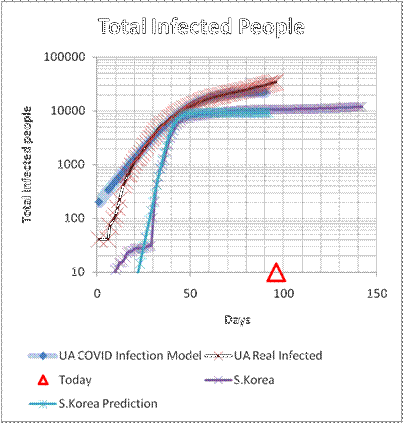 Total Infected People
Total Infected people
100000
10000
1000
100
10
0 50 100 150
Days
UA COVID Infection Model UA Real Infected
Today S.Korea
S.Korea Prediction